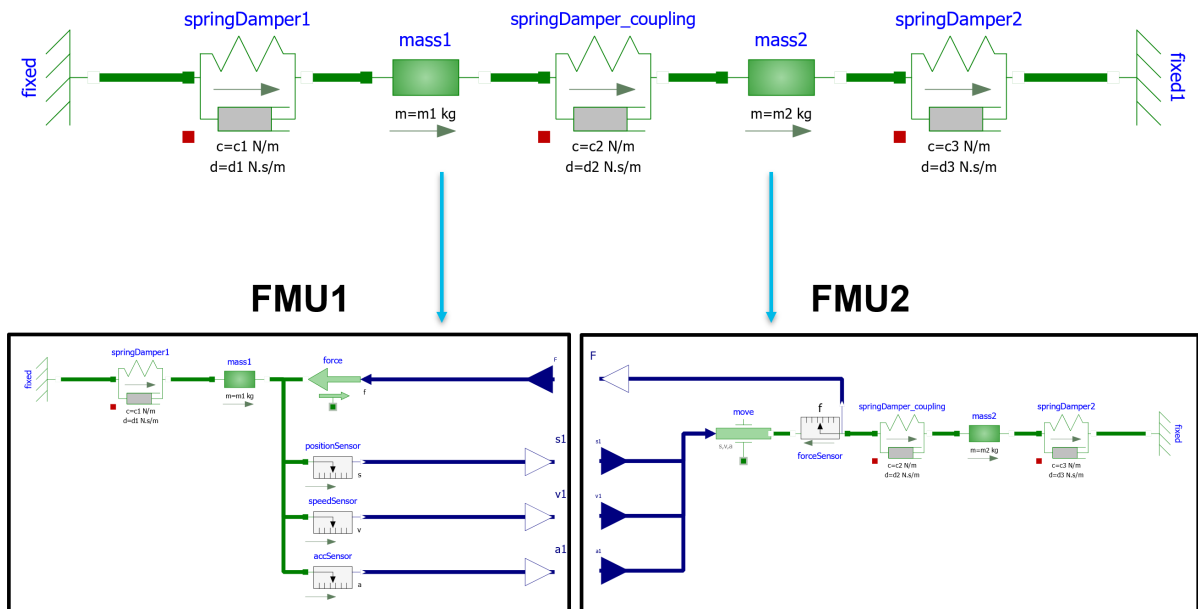 springDamper1
springDamper_coupling
springDamper2
mass1
mass2
fixed
fixed1
m=m1 kg
m=m2 kg
c=c1 N/m
d=d1 N.s/m
c=c2 N/m
d=d2 N.s/m
c=c3 N/m
d=d3 N.s/m
FMU1
FMU2
springDamper1
mass1
force
F
fixed
m=m1 kg
f
c=c1 N/m
d=d1 N.s/m
positionSensor
s
s1
speedSensor
v
v1
accSensor
a
a1
F
move
f
springDamper_coupling
mass2
springDamper2
fixed
s,v,a
forceSensor
m=m2 kg
c=c2 N/m
d=d2 N.s/m
c=c3 N/m
d=d3 N.s/m
s1
v1
a1